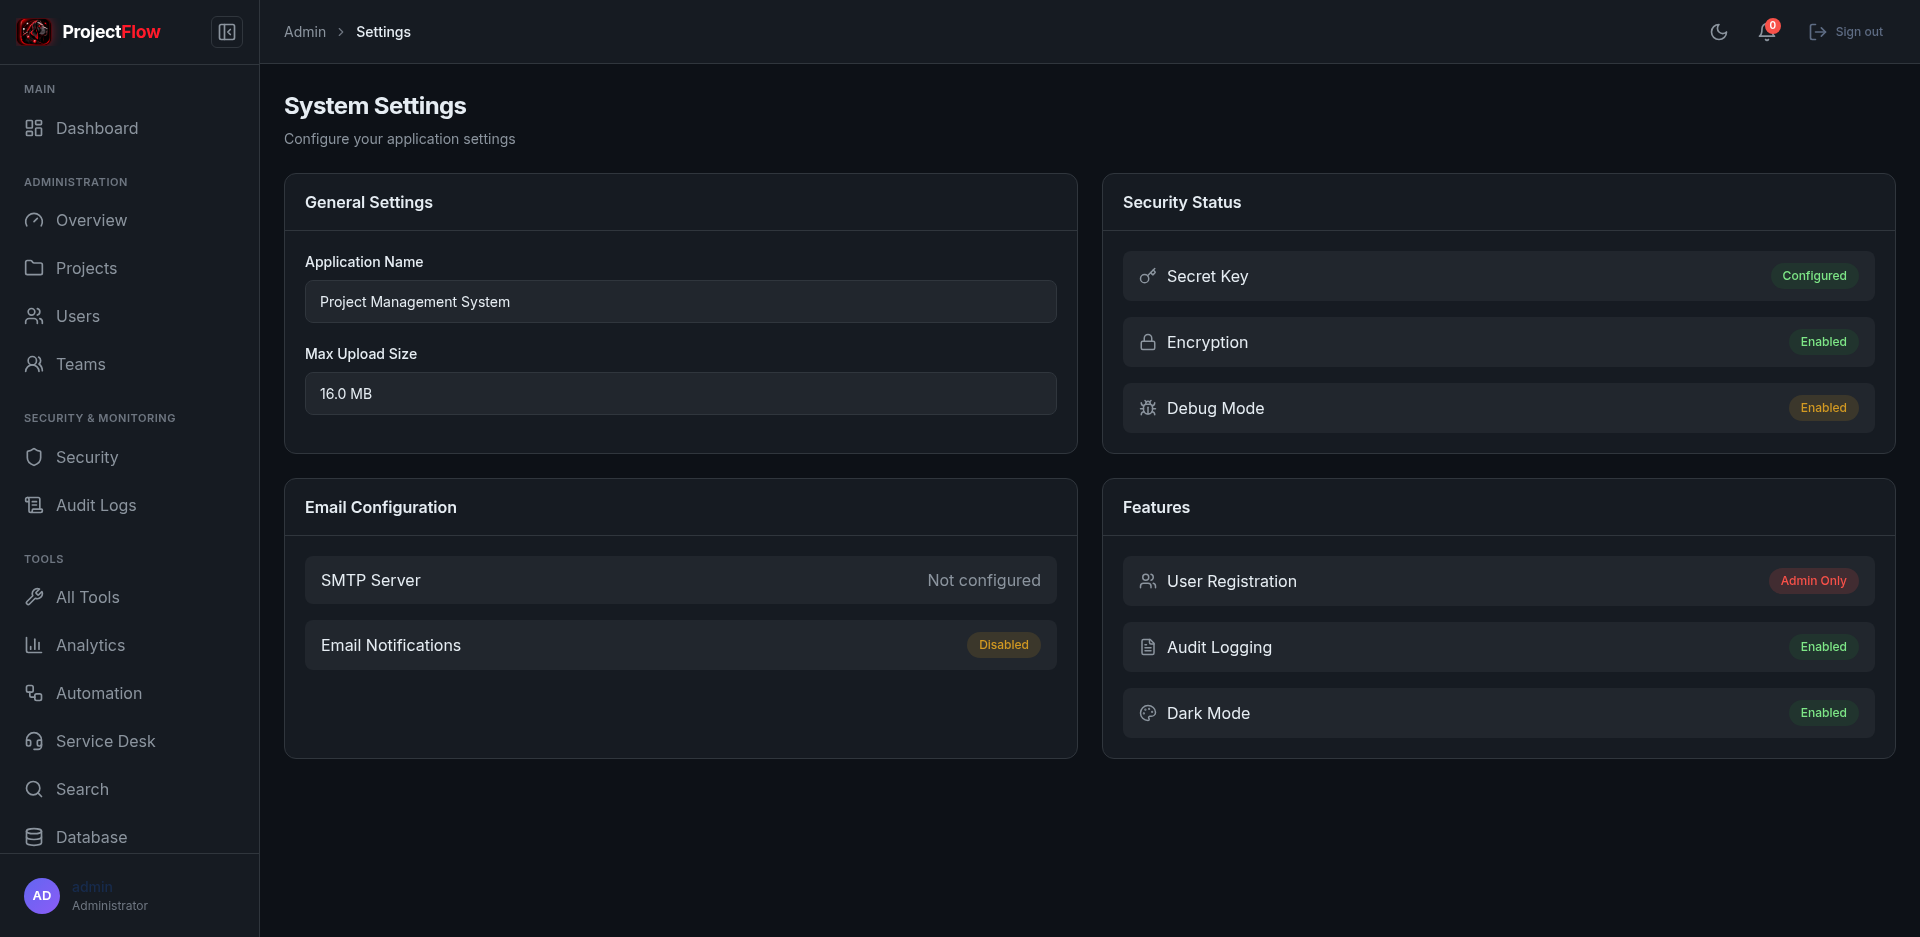 ProjectFlow
MAIN
Dashboard
ADMINISTRATION
Overview
Projects
Users
Teams
SECURITY & MONITORING
Security
Audit Logs
TOOLS
All Tools
Analytics
Automation
Service Desk
Search
Database
AD
admin
Administrator
Admin > Settings
0
Sign out
System Settings
Configure your application settings
General Settings
Application Name
Project Management System
Max Upload Size
16.0 MB
Security Status
Secret Key Configured
Encryption Enabled
Debug Mode Enabled
Email Configuration
SMTP Server Not configured
Email Notifications Disabled
Features
User Registration Admin Only
Audit Logging Enabled
Dark Mode Enabled